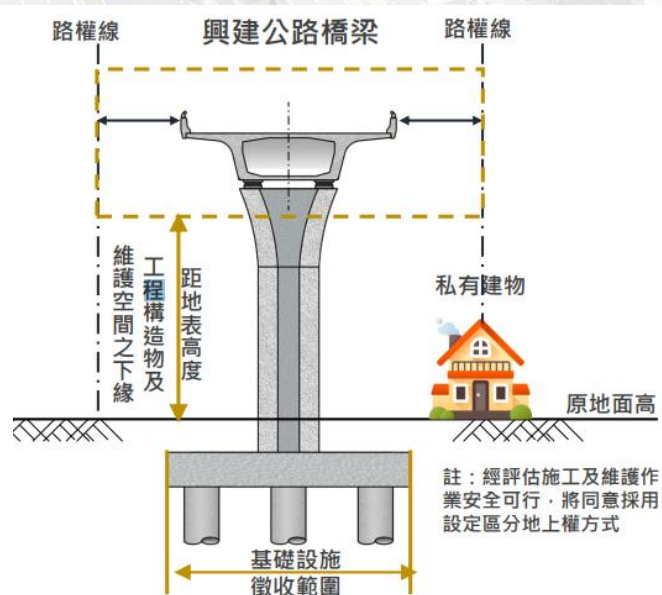 路權線
興建公路橋梁
路權線
維護空間之下緣
工程構造物及
距地表高度
私有建物
原地面高
註：經評估施工及維護作
業安全可行，將同意採用
設定區分地上權方式
基礎設施
徵收範圍